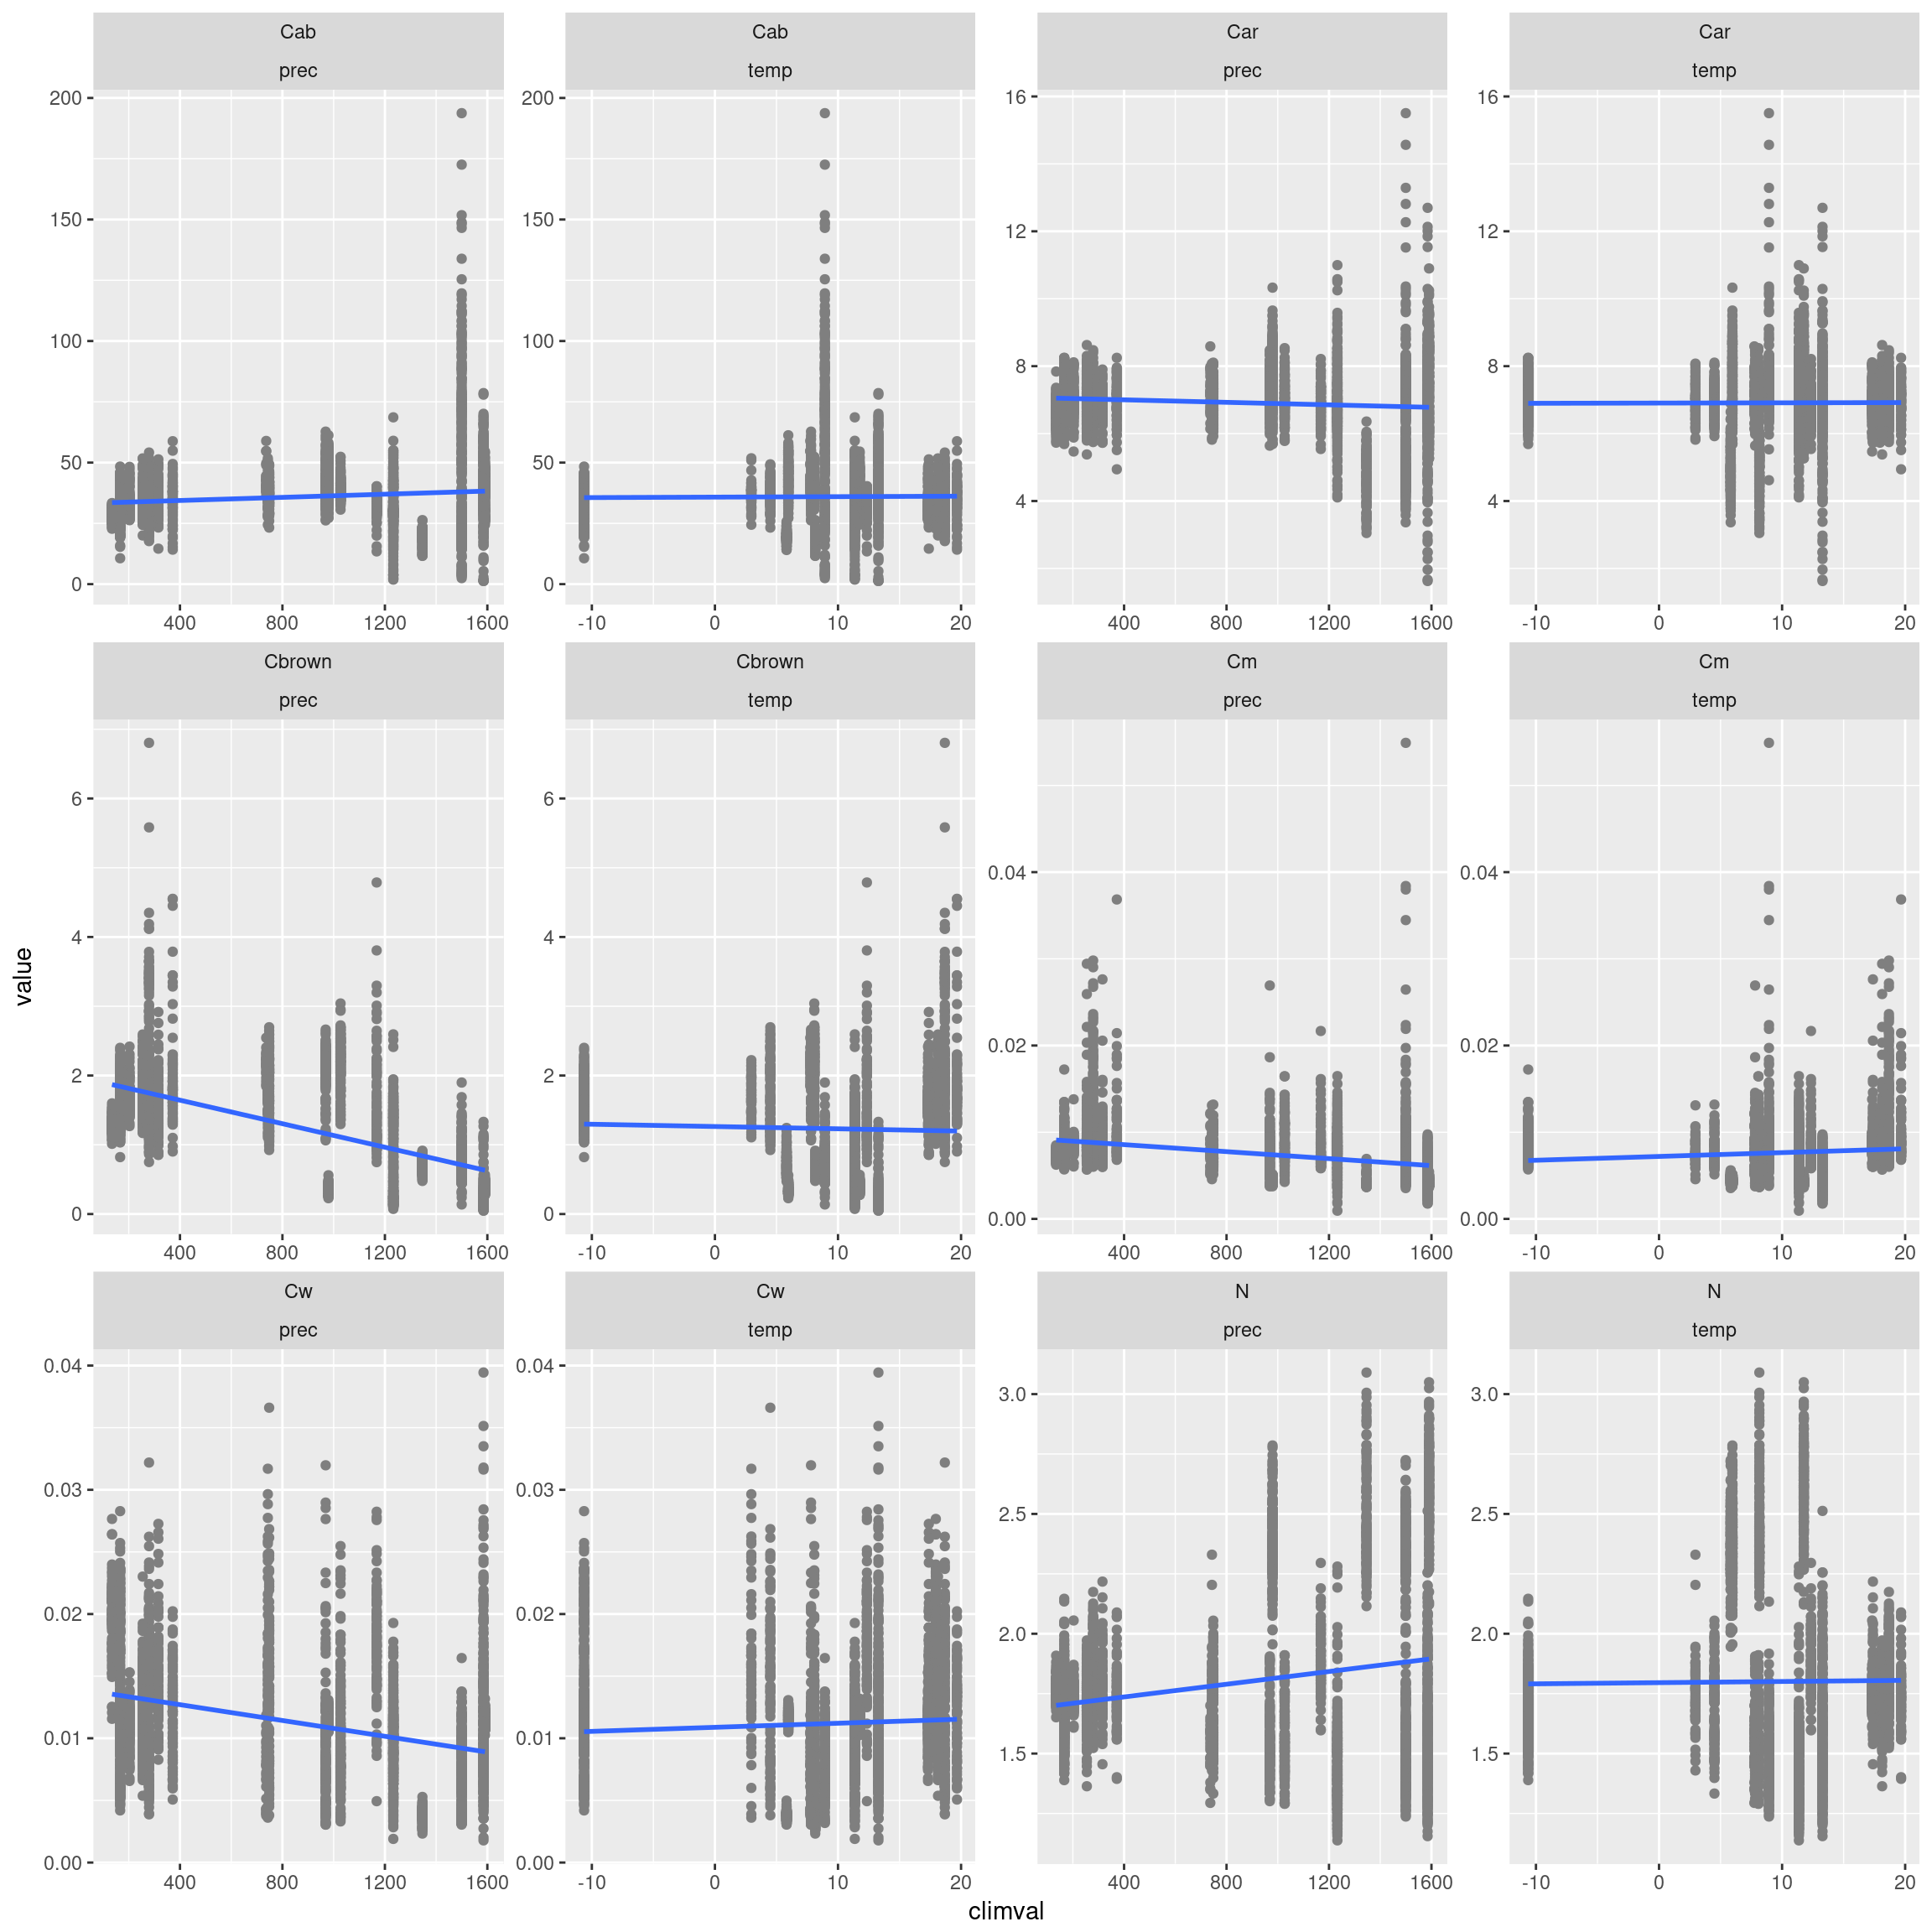 Cab Cab Car Car
prec temp prec temp
200 200 16 16
150 150 12 12
100 100 8 8
50 50 4 4
0 0
400 800 1200 1600 -10 0 10 20 400 800 1200 1600 -10 0 10 20
Cbrown Cbrown Cm Cm
prec temp prec temp
6 6 0.04 0.04
4 4 0.02 0.02
2 2 0.00 0.00
0 0
value
400 800 1200 1600 -10 0 10 20 400 800 1200 1600 -10 0 10 20
Cw Cw N N
prec temp prec temp
0.04 0.04 3.0 3.0
0.03 0.03 2.5 2.5
0.02 0.02 2.0 2.0
0.01 0.01 1.5 1.5
0.00 0.00
400 800 1200 1600 -10 0 10 20 400 800 1200 1600 -10 0 10 20
climval